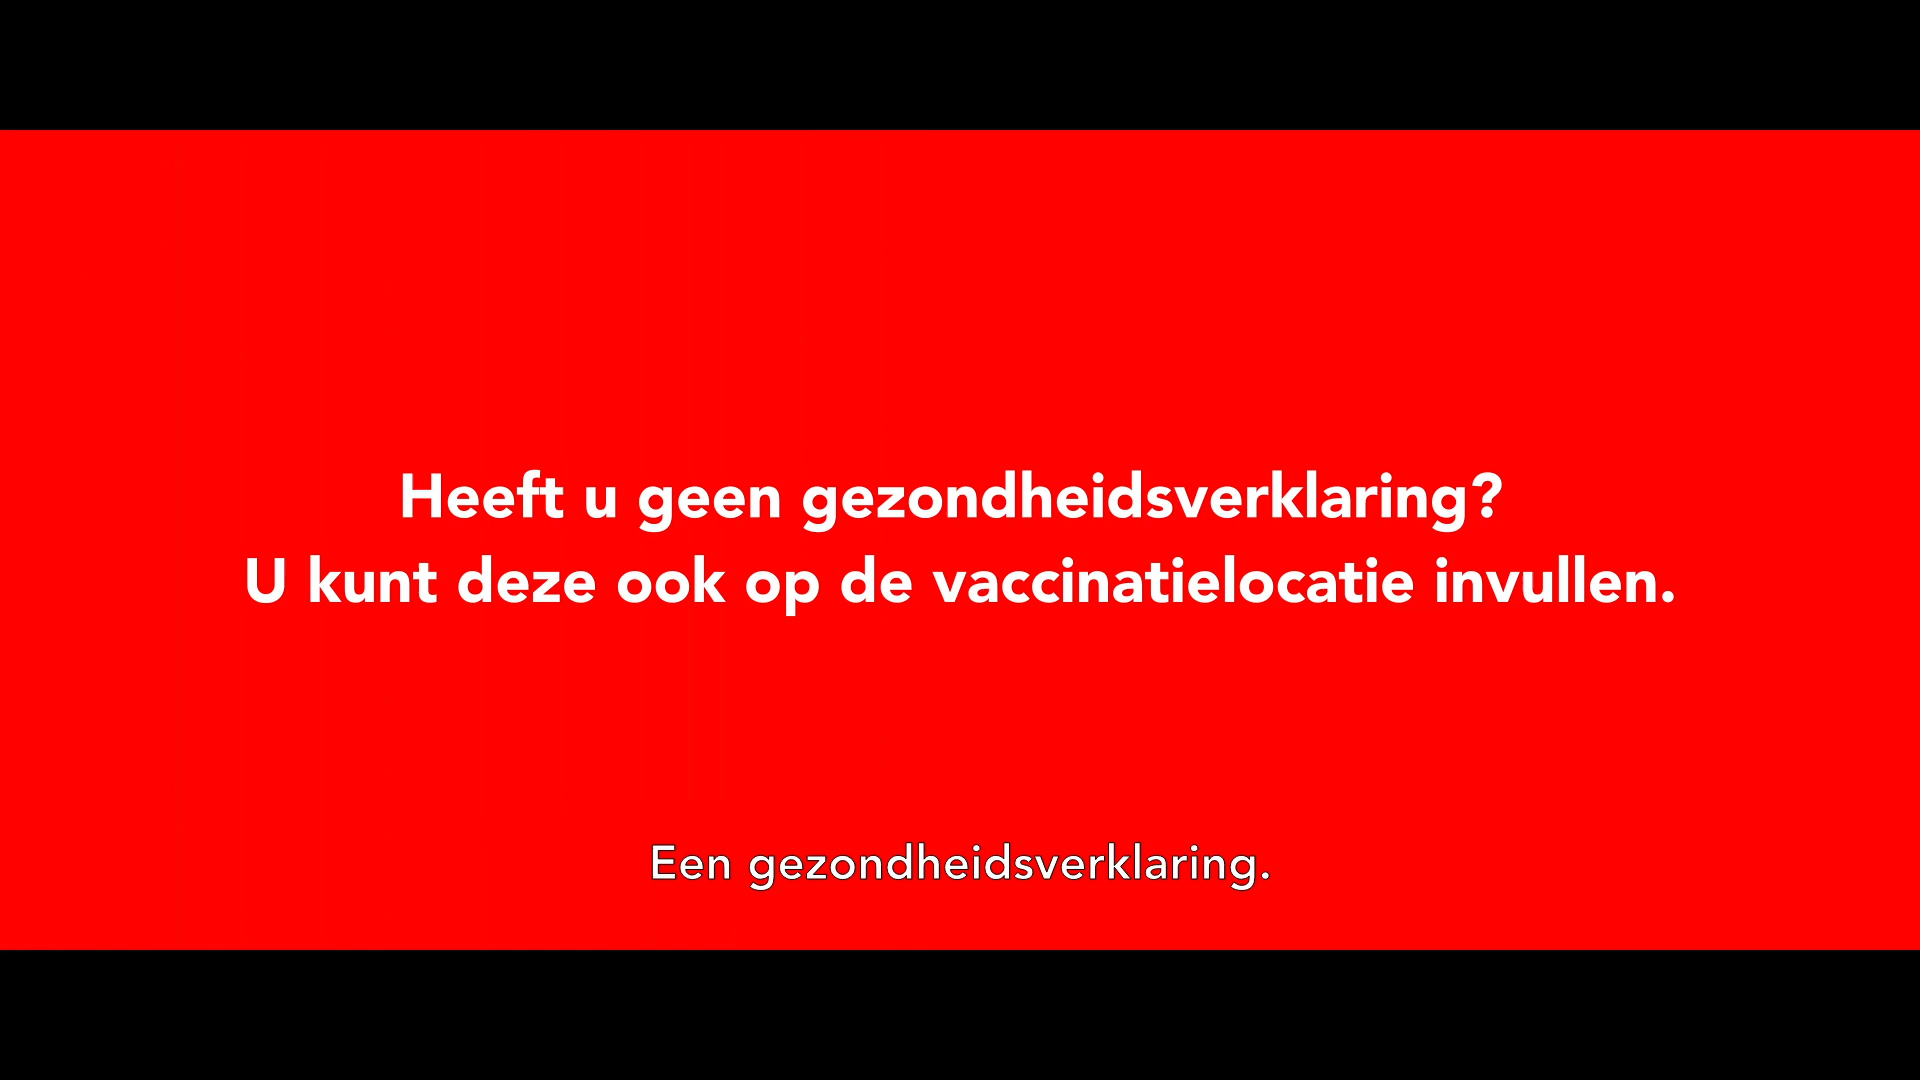 Heeft u geen gezondheidsverklaring?
U kunt deze ook op de vaccinatielocatie invullen.
Een gezondheidsverklaring.